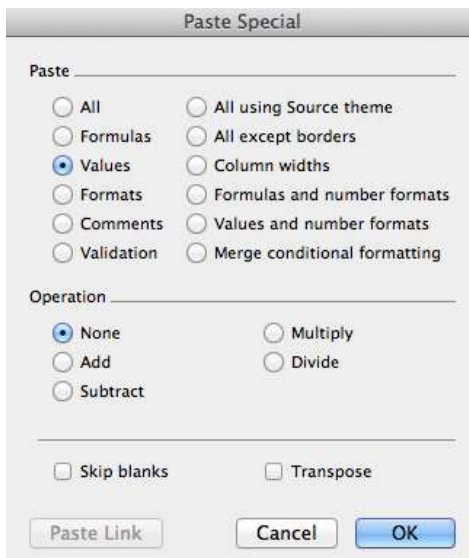 Paste Special
Paste
All
All using Source theme
Formulas
All except borders
Values
Column widths
Formats
Formulas and number formats
Comments
Values and number formats
Validation
Merge conditional formatting
Operation
None
Multiply
Add
Divide
Subtract
Skip blanks
Transpose
Paste Link
Cancel
OK